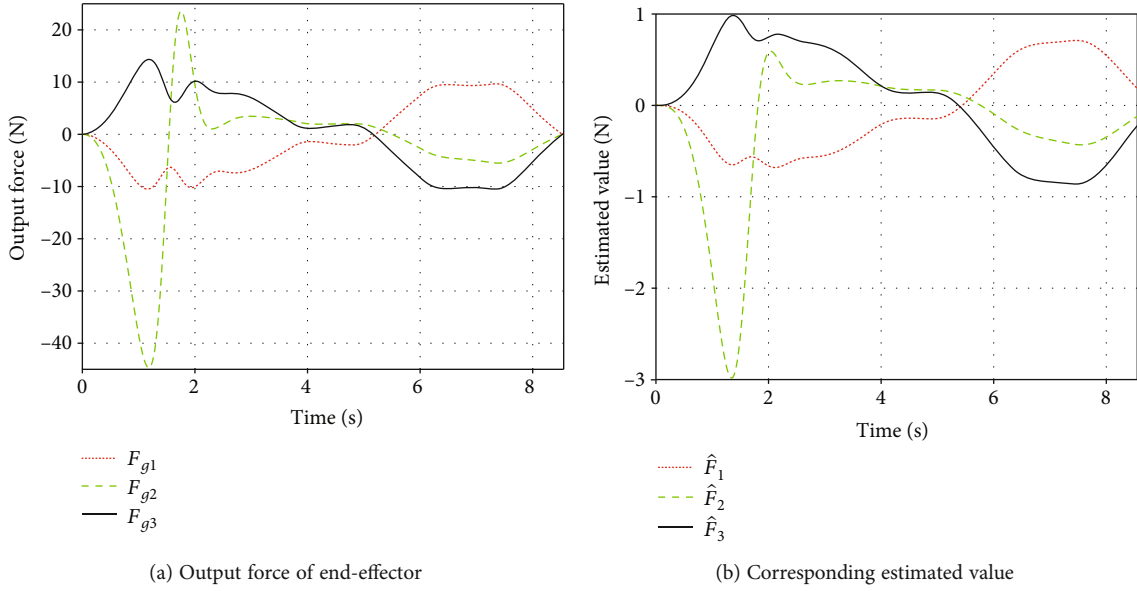 Output force (N)
20
10
0
−10
−20
−30
−40
0
2
4
6
8
Time (s)
F_g1
F_g2
F_g3
(a) Output force of end-effector
Estimated value (N)
1
0
−1
−2
−3
0
2
4
6
8
Time (s)
F̂_1
F̂_2
F̂_3
(b) Corresponding estimated value